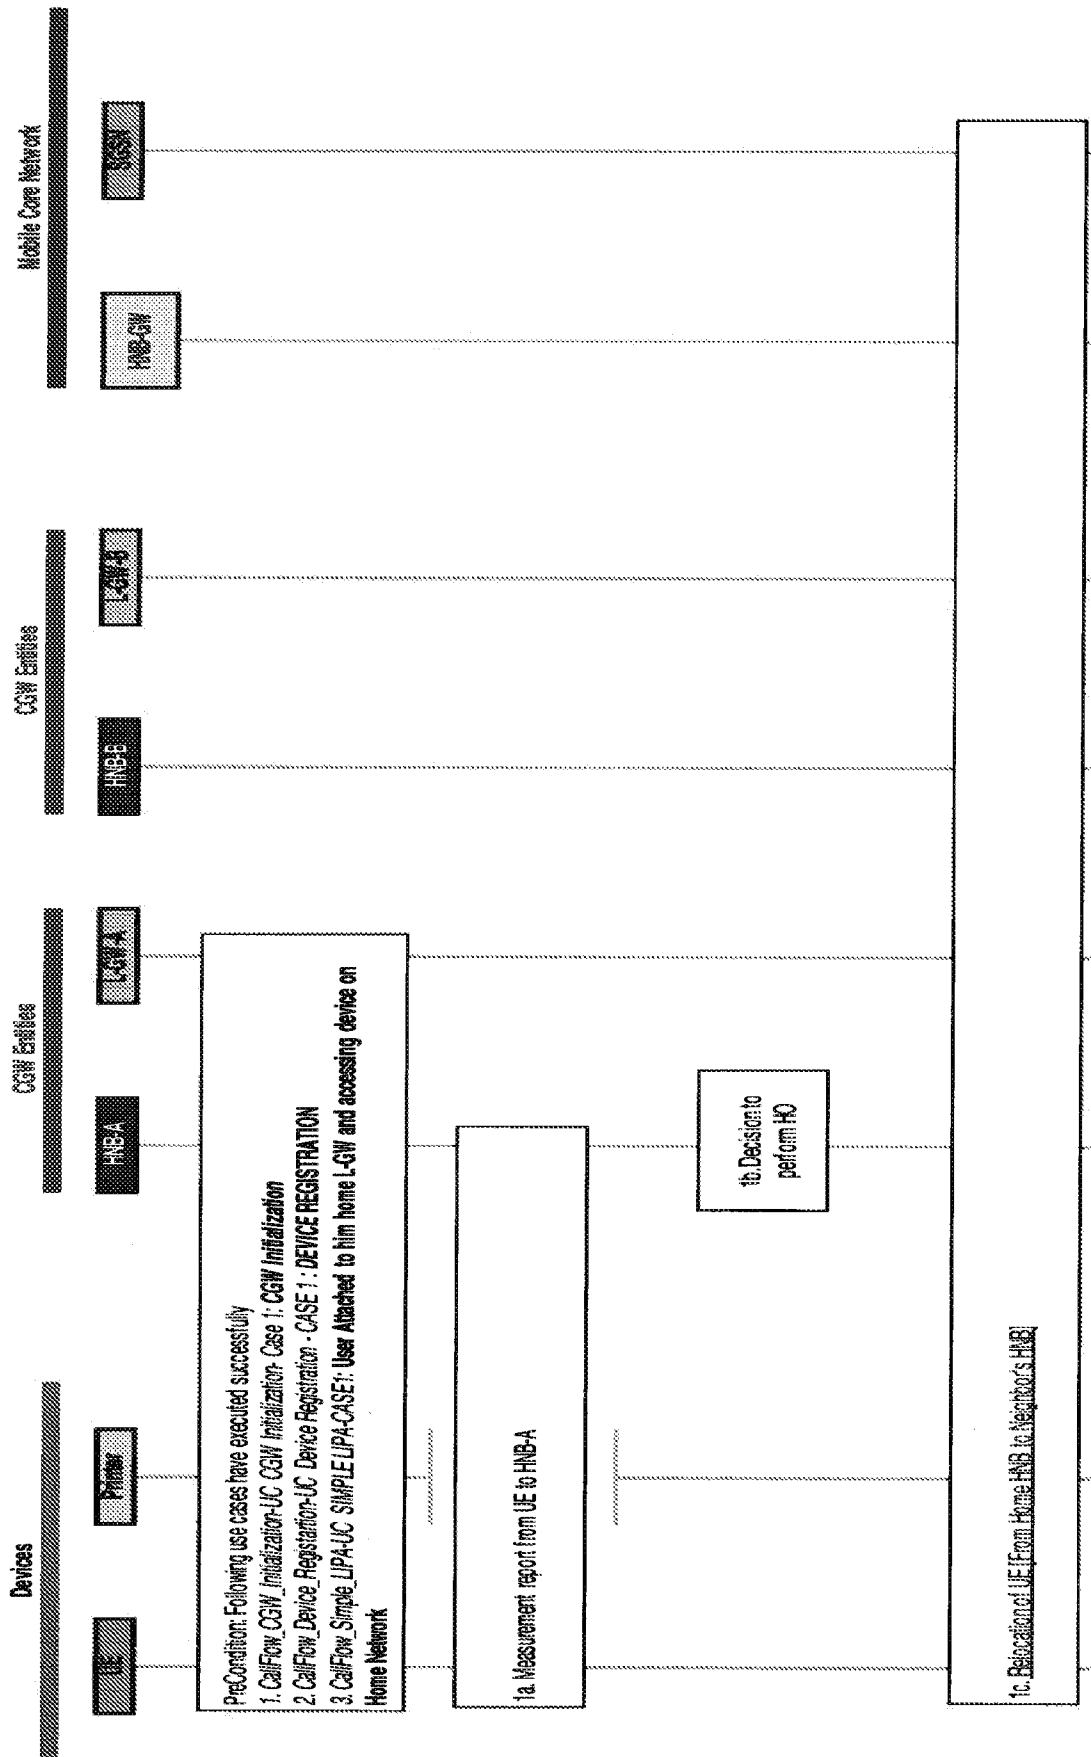 Devices
CGW Entities
CGW Entities
Mobile Core Network
UE
Printer
HNB-A
L-GW-A
HNB-B
L-GW-B
HNB-GW
SGSN
PreCondition: Following use cases have executed successfully
1. CallFlow_CGW_Initialization-UC CGW Initialization- Case 1: CGW Initialization
2. CallFlow_Device_Registartion-UC Device Registration - CASE 1 : DEVICE REGISTRATION
3. CallFlow_Simple_LIPA-UC SIMPLE LIPA-CASE1: User Attached to him home L-GW and accessing device on
Home Network
1a. Measurement report from UE to HNB-A
1b.Decision to
perform HO
1c. Relocation of UE [From Home HNB to Neighbor's HNB]